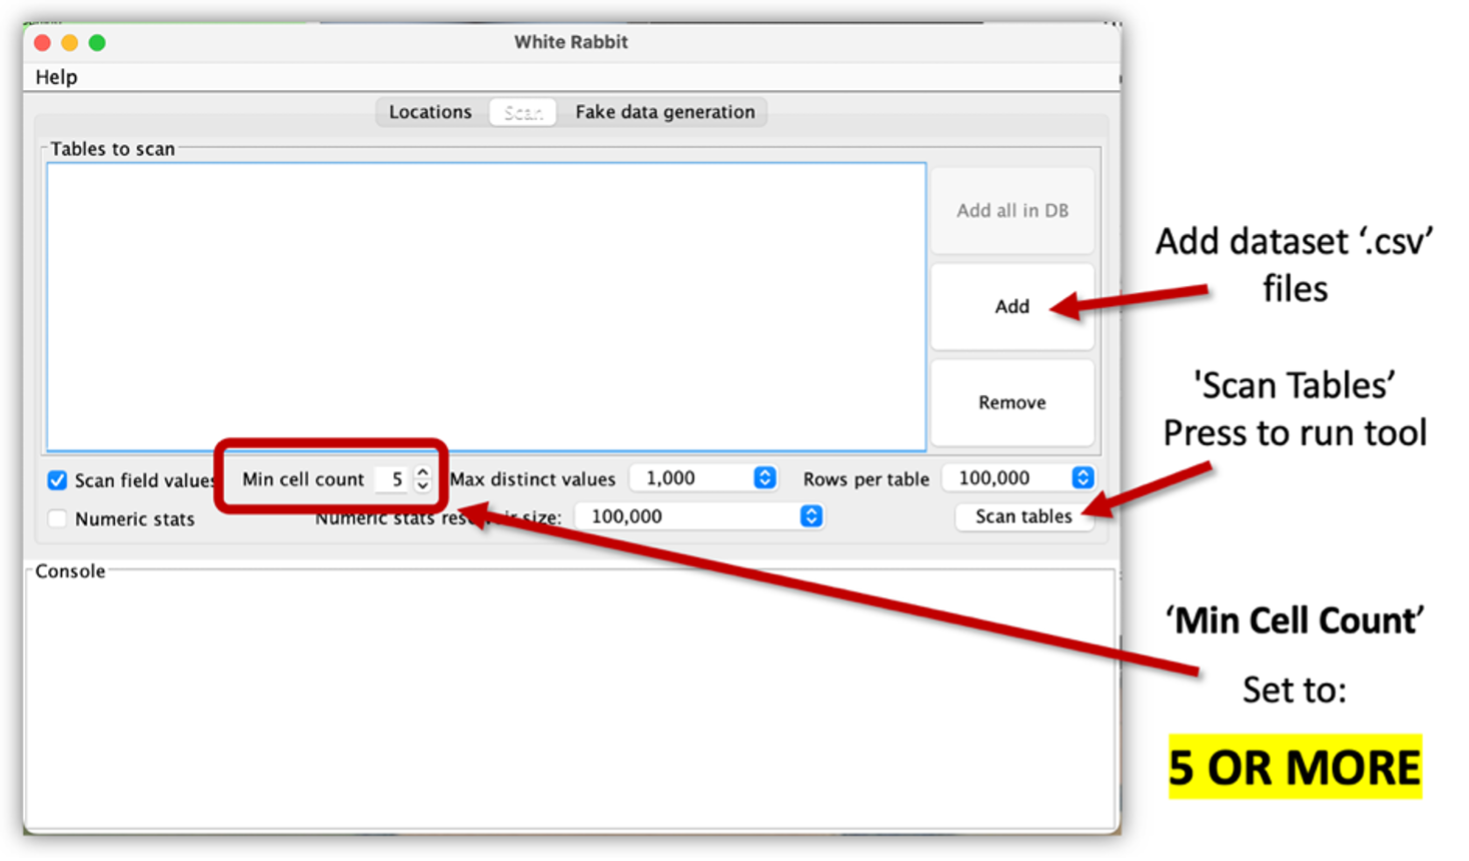 White Rabbit
Help
Locations Scan Fake data generation
Tables to scan
Add all in DB
Add
Remove
Scan field values Min cell count 5 Max distinct values 1,000 Rows per table 100,000
Numeric stats Numeric stats reservoir size: 100,000 Scan tables
Console
Add dataset ‘.csv’
files
'Scan Tables’
Press to run tool
‘Min Cell Count’
Set to:
5 OR MORE